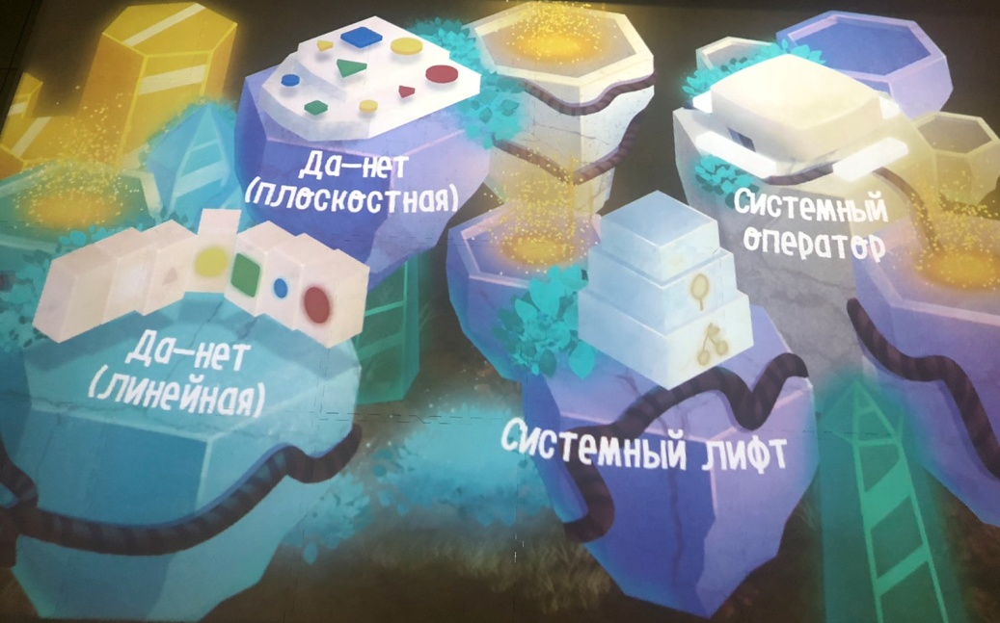 Да-нет
(плоскостная)
Системный
оператор
Да-нет
(линейная)
Системный лифт